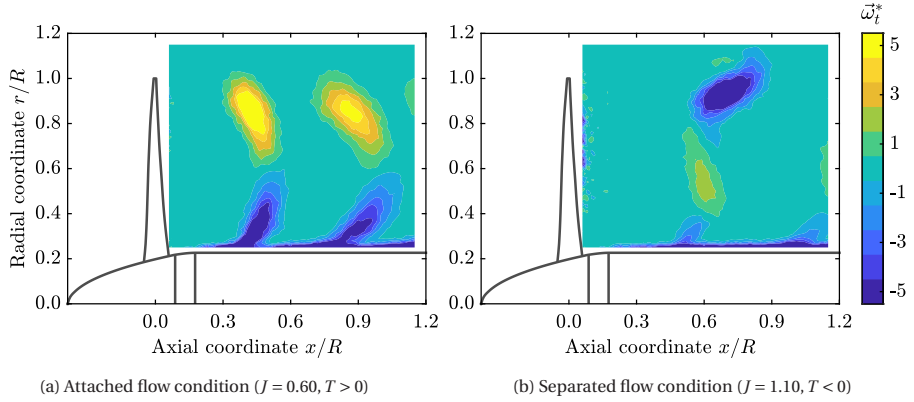 $\vec{\omega}_t^*$
Radial coordinate r/R
1.2
1.0
0.8
0.6
0.4
0.2
0.0
0.0 0.3 0.6 0.9 1.2
Axial coordinate x/R
(a) Attached flow condition (J = 0.60, T > 0)
1.2
1.0
0.8
0.6
0.4
0.2
0.0
0.0 0.3 0.6 0.9 1.2
Axial coordinate x/R
(b) Separated flow condition (J = 1.10, T < 0)
5
3
1
-1
-3
-5